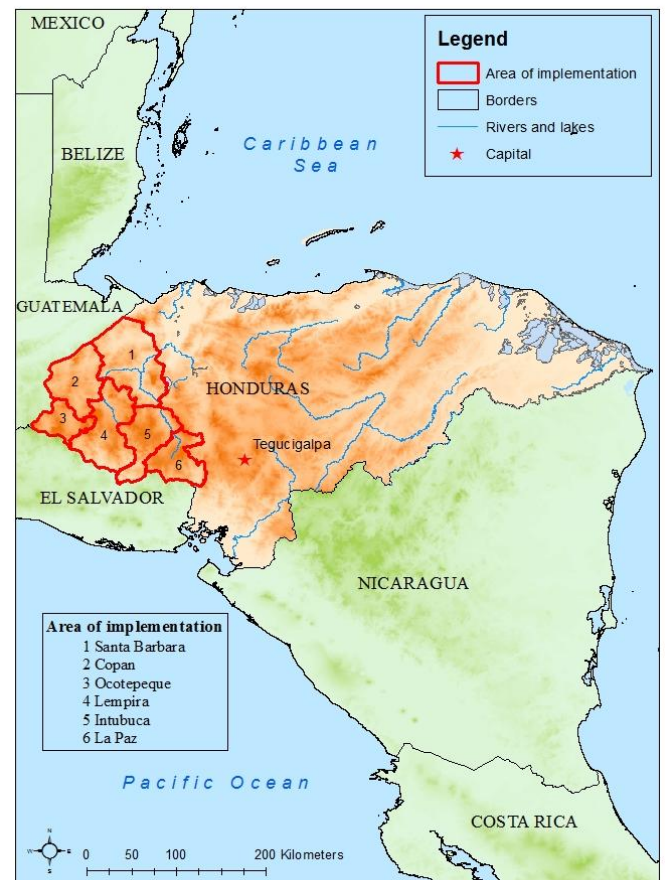 MEXICO
Legend
Area of implementation
Borders
Rivers and lakes
Capital
Caribbean
Sea
BELIZE
GUATEMALA
1
2
HONDURAS
3
4
5
Tegucigalpa
6
EL SALVADOR
NICARAGUA
Area of implementation
1 Santa Barbara
2 Copan
3 Ocotepeque
4 Lempira
5 Intubuca
6 La Paz
Pacific Ocean
COSTA RICA
N
W
E
S
0 50 100 200 Kilometers